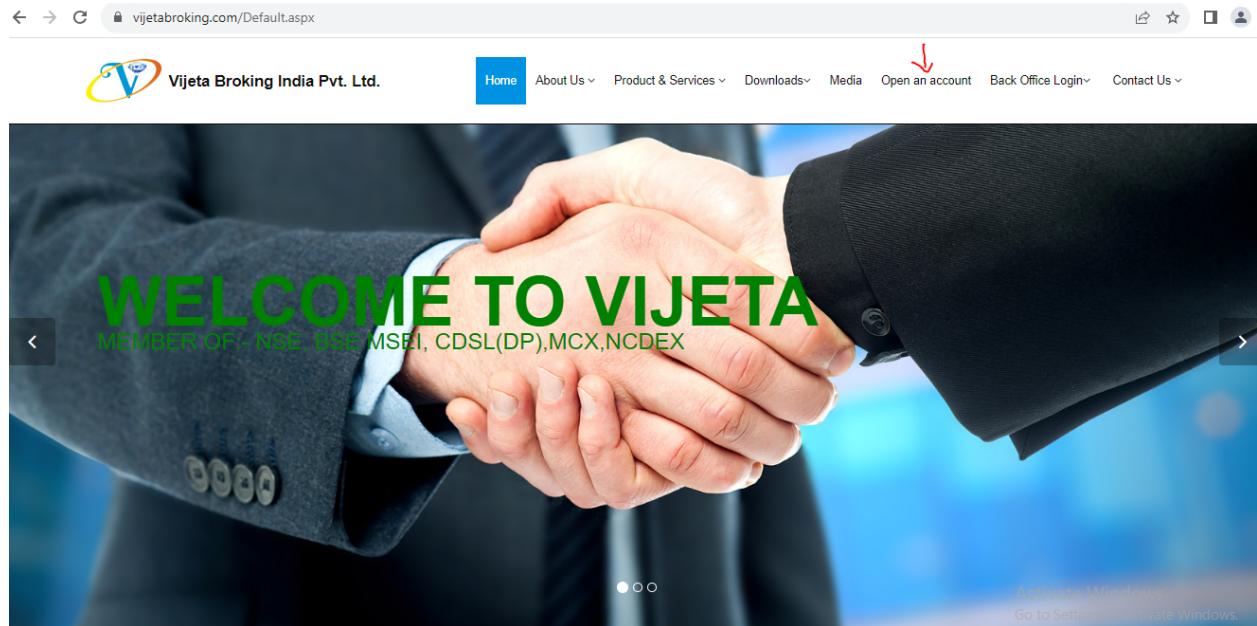 vijetabroking.com/Default.aspx
Vijeta Broking India Pvt. Ltd.
Home About Us Product & Services Downloads Media Open an account Back Office Login Contact Us
WELCOME TO VIJETA
MEMBER OF:- NSE, BSE MSEI, CDSL(DP),MCX,NCDEX
Activate Windows
Go to Settings to activate Windows.